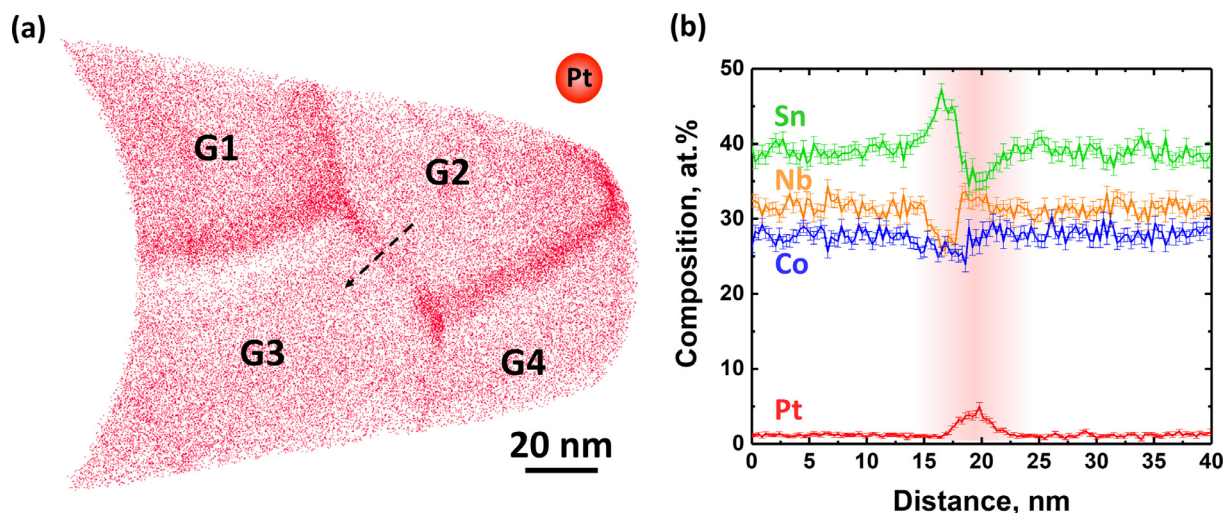 (a)
Pt
G1
G2
G3
G4
20 nm
(b)
Composition, at.%
50
40
30
20
10
0
Sn
Nb
Co
Pt
0 5 10 15 20 25 30 35 40
Distance, nm